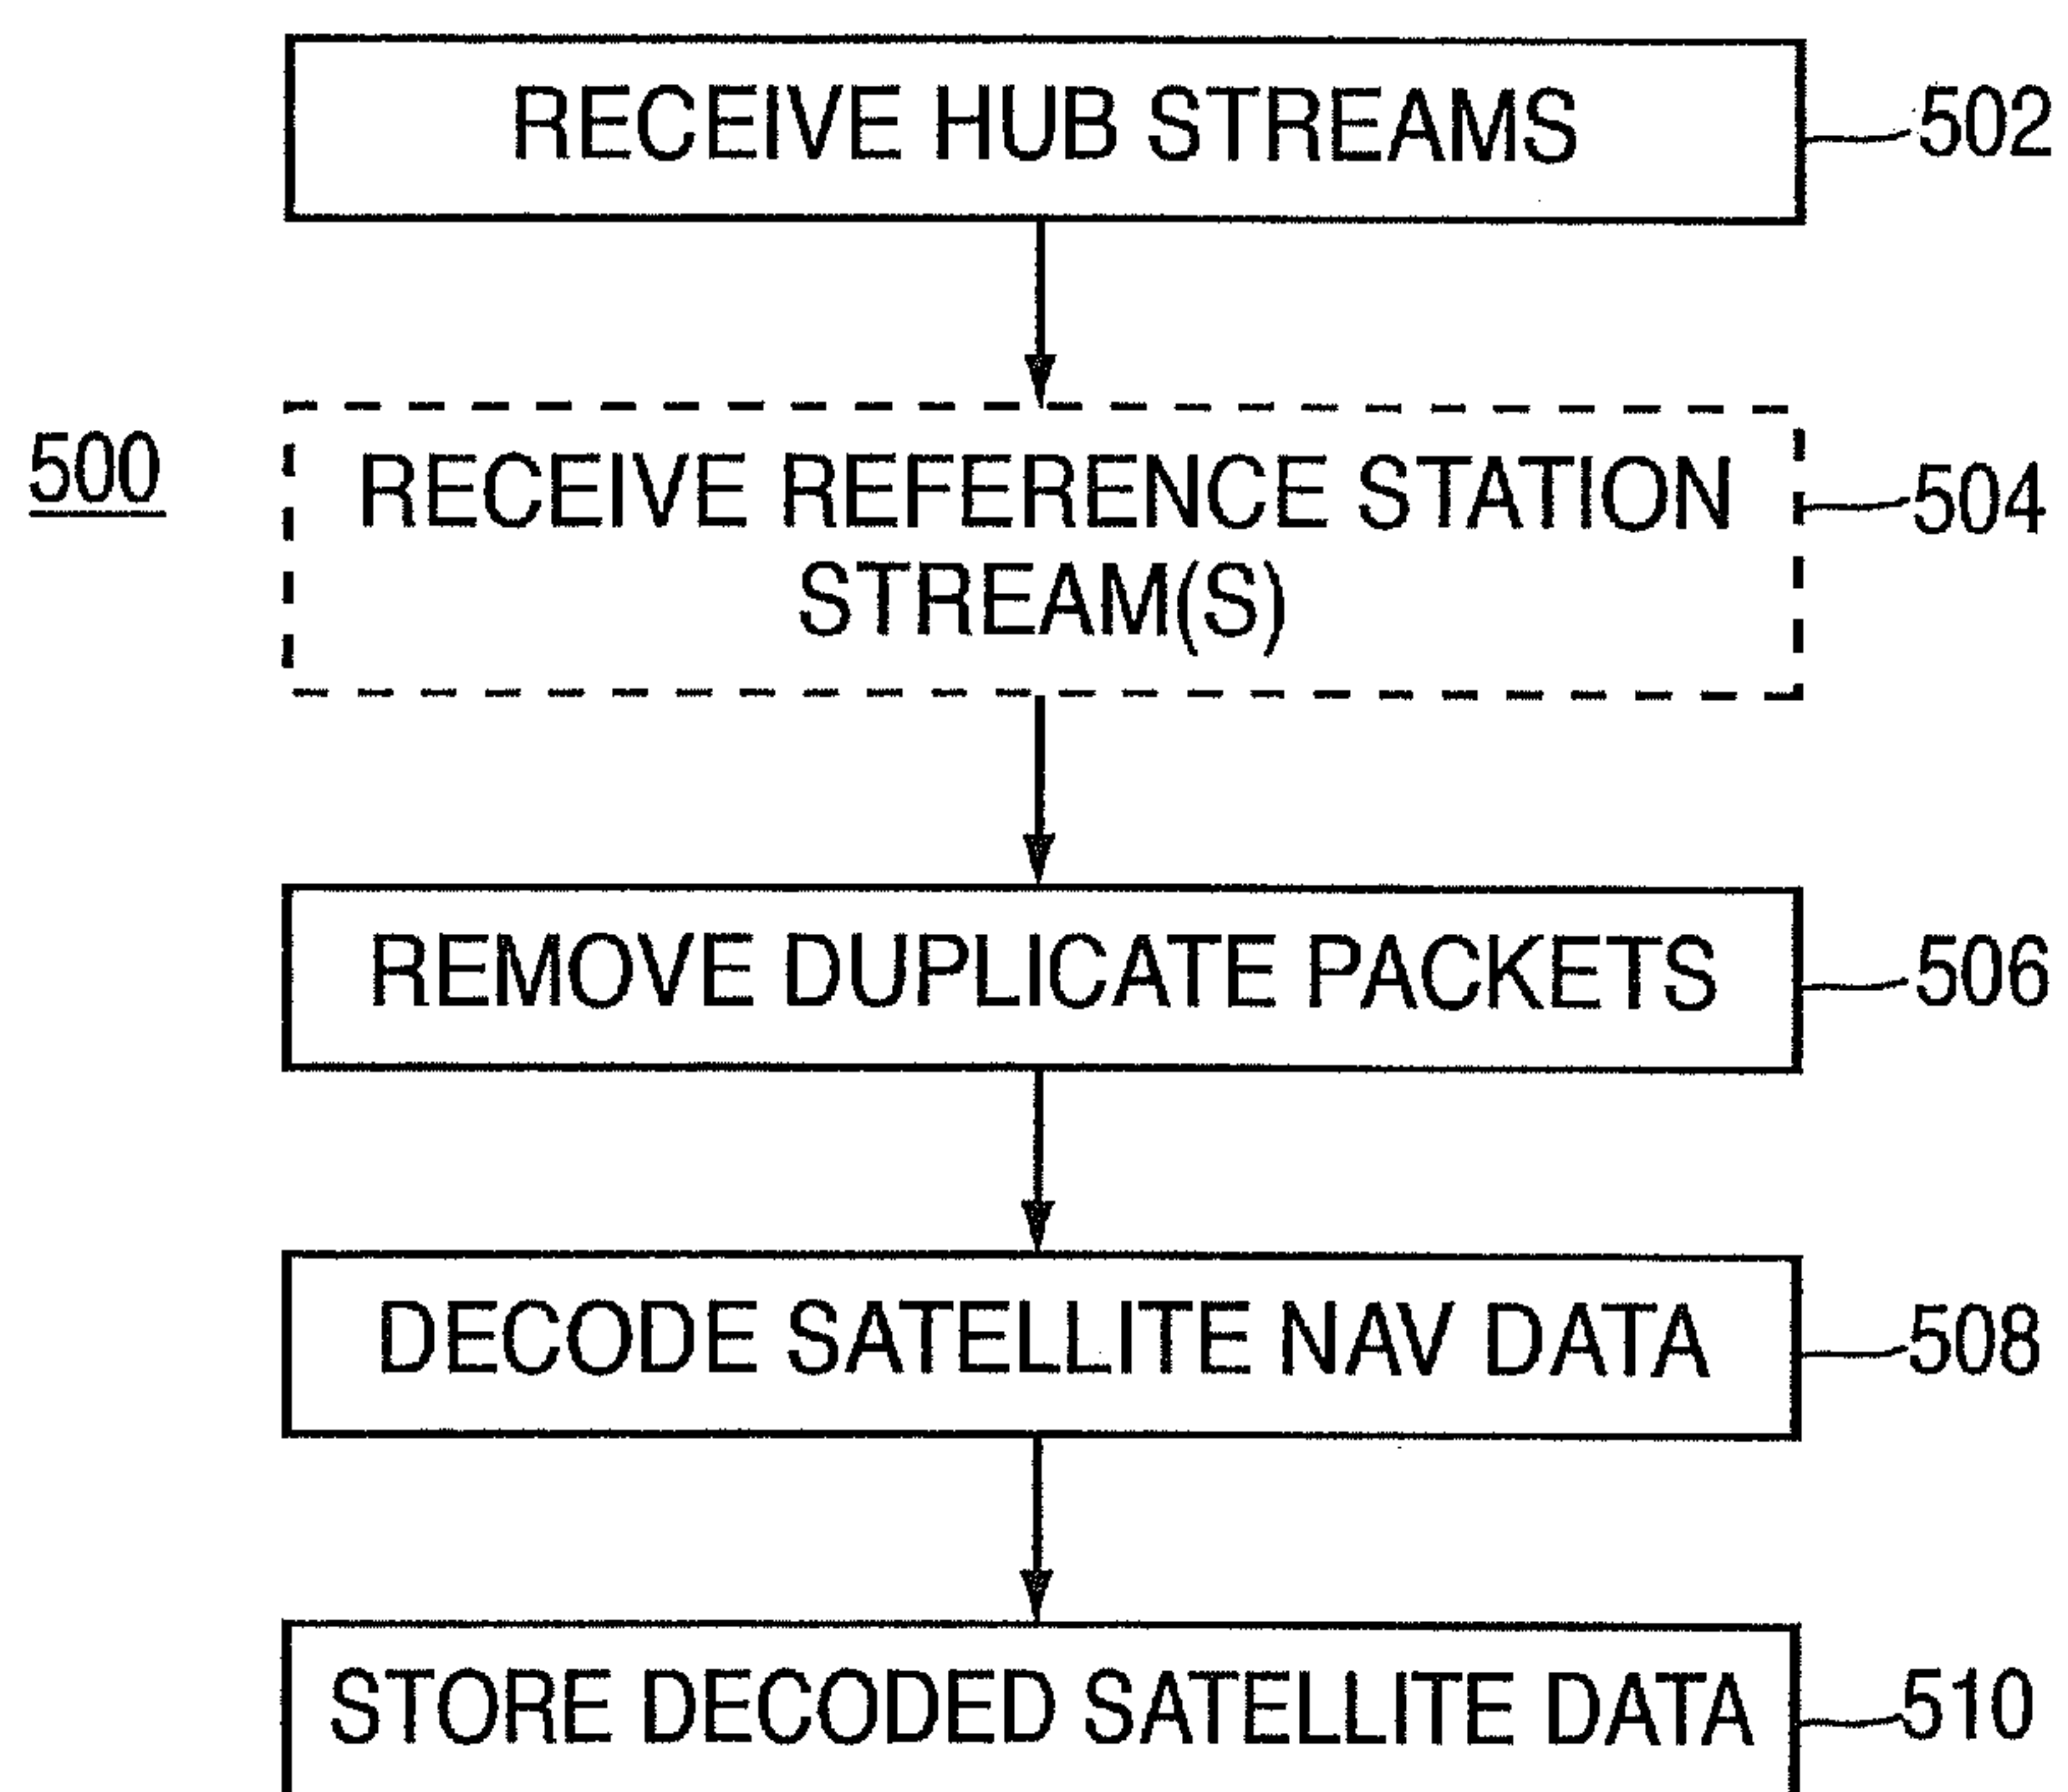 RECEIVE HUB STREAMS
502
500
RECEIVE REFERENCE STATION
STREAM(S)
504
REMOVE DUPLICATE PACKETS
506
DECODE SATELLITE NAV DATA
508
STORE DECODED SATELLITE DATA
510